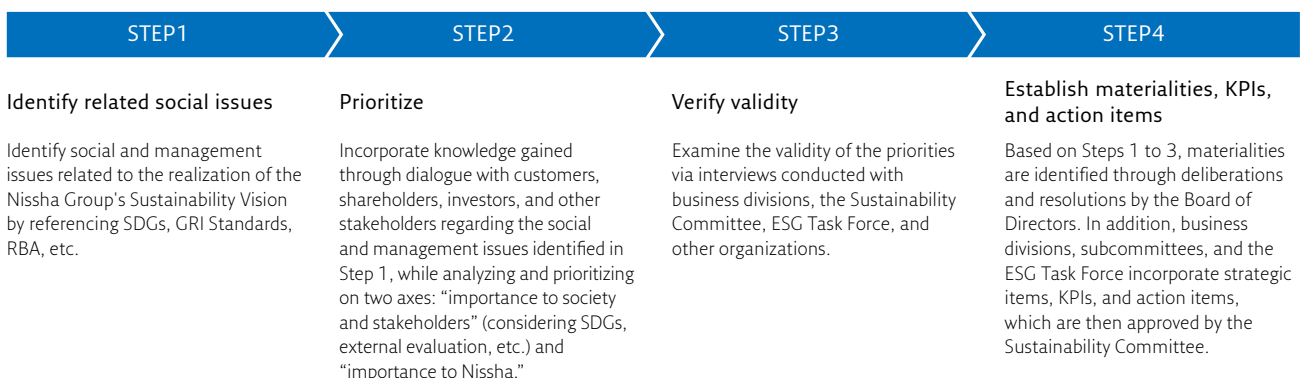 STEP1
STEP2
STEP3
STEP4
Identify related social issues
Identify social and management
issues related to the realization of the
Nissha Group's Sustainability Vision
by referencing SDGs, GRI Standards,
RBA, etc.
Prioritize
Incorporate knowledge gained
through dialogue with customers,
shareholders, investors, and other
stakeholders regarding the social
and management issues identified in
Step 1, while analyzing and prioritizing
on two axes: “importance to society
and stakeholders” (considering SDGs,
external evaluation, etc.) and
“importance to Nissha.”
Verify validity
Examine the validity of the priorities
via interviews conducted with
business divisions, the Sustainability
Committee, ESG Task Force, and
other organizations.
Establish materialities, KPIs,
and action items
Based on Steps 1 to 3, materialities
are identified through deliberations
and resolutions by the Board of
Directors. In addition, business
divisions, subcommittees, and the
ESG Task Force incorporate strategic
items, KPIs, and action items,
which are then approved by the
Sustainability Committee.